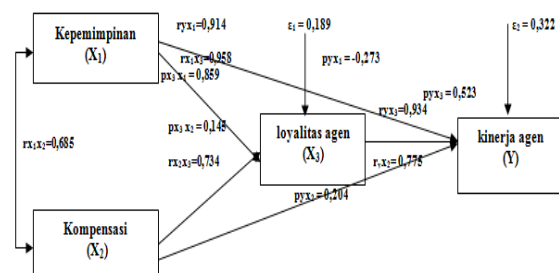 ryx₁=0,914
ε₁ = 0,189
ε₂ = 0,322
Kepemimpinan
(X₁)
rx₁x₃=0,958
pyx₁ = -0,273
px₃ x₁ = 0,859
pyx₃ = 0,523
ryx₃=0,934
loyalitas agen
(X₃)
kinerja agen
(Y)
px₃ x₂ = 0,145
rx₁x₂=0,685
rx₂x₃=0,734
rᵧx₂=0,775
pyx₂ = 0,204
Kompensasi
(X₂)